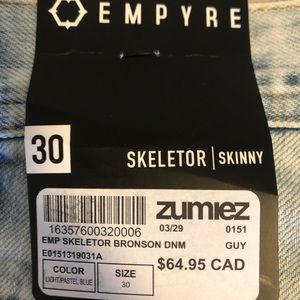 EMPYRE
30
SKELETOR | SKINNY
16357600320006
zumiez
03/29 0151
EMP SKELETOR BRONSON DNM GUY
E0151319031A
COLOR SIZE
LIGHT/PASTEL BLUE 30
$64.95 CAD